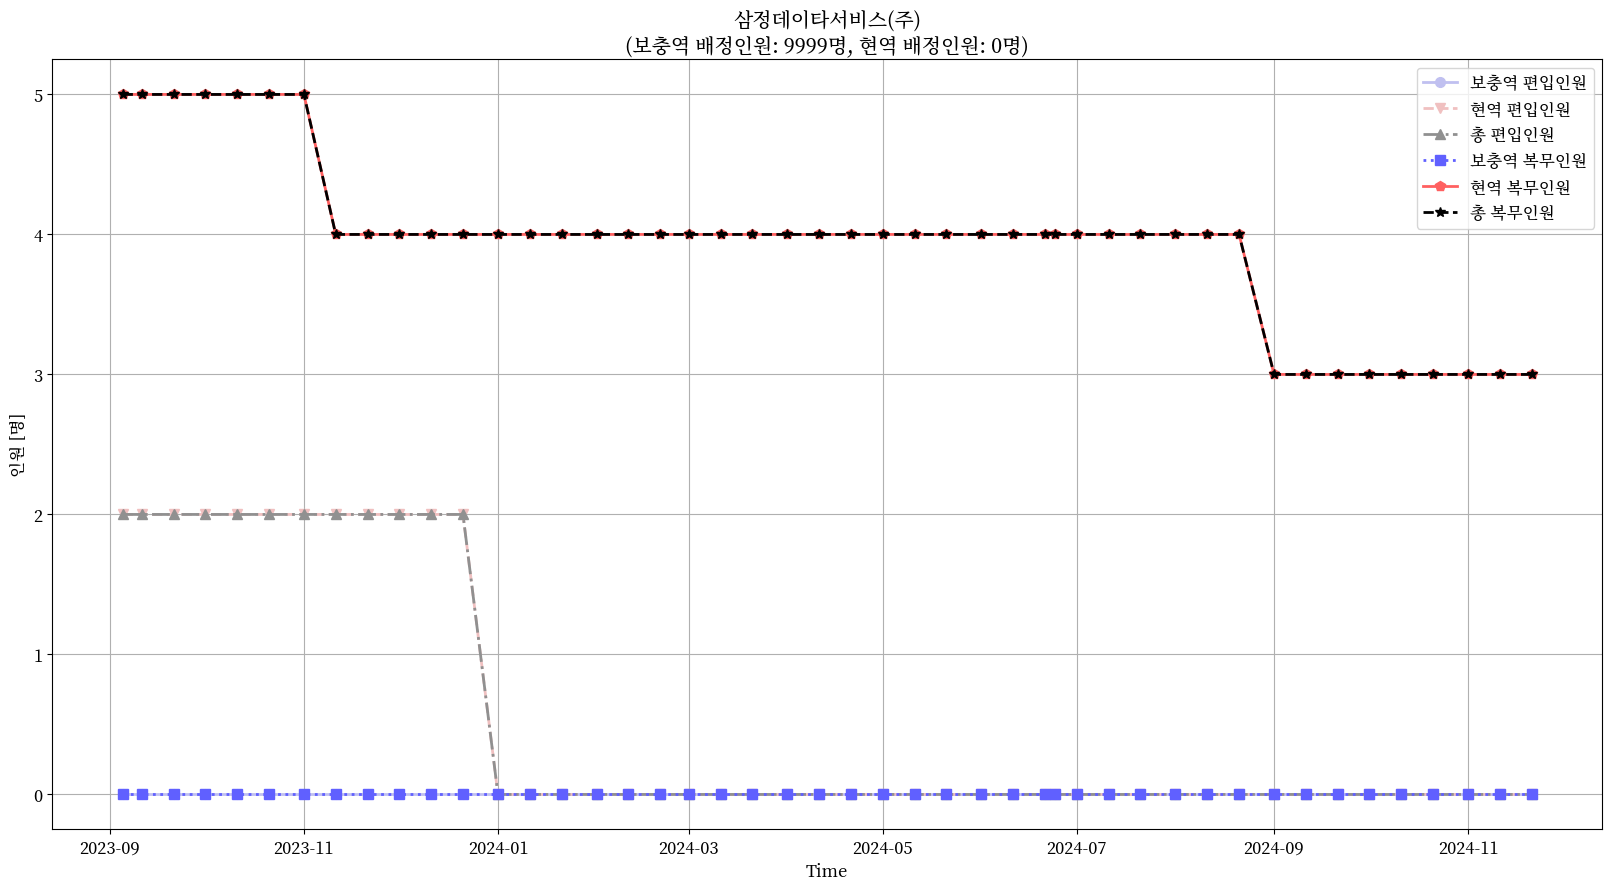 삼정데이타서비스(주)
(보충역 배정인원: 9999명, 현역 배정인원: 0명)
보충역 편입인원
현역 편입인원
총 편입인원
보충역 복무인원
현역 복무인원
총 복무인원
인원 [명]
5
4
3
2
1
0
2023-09
2023-11
2024-01
2024-03
2024-05
2024-07
2024-09
2024-11
Time